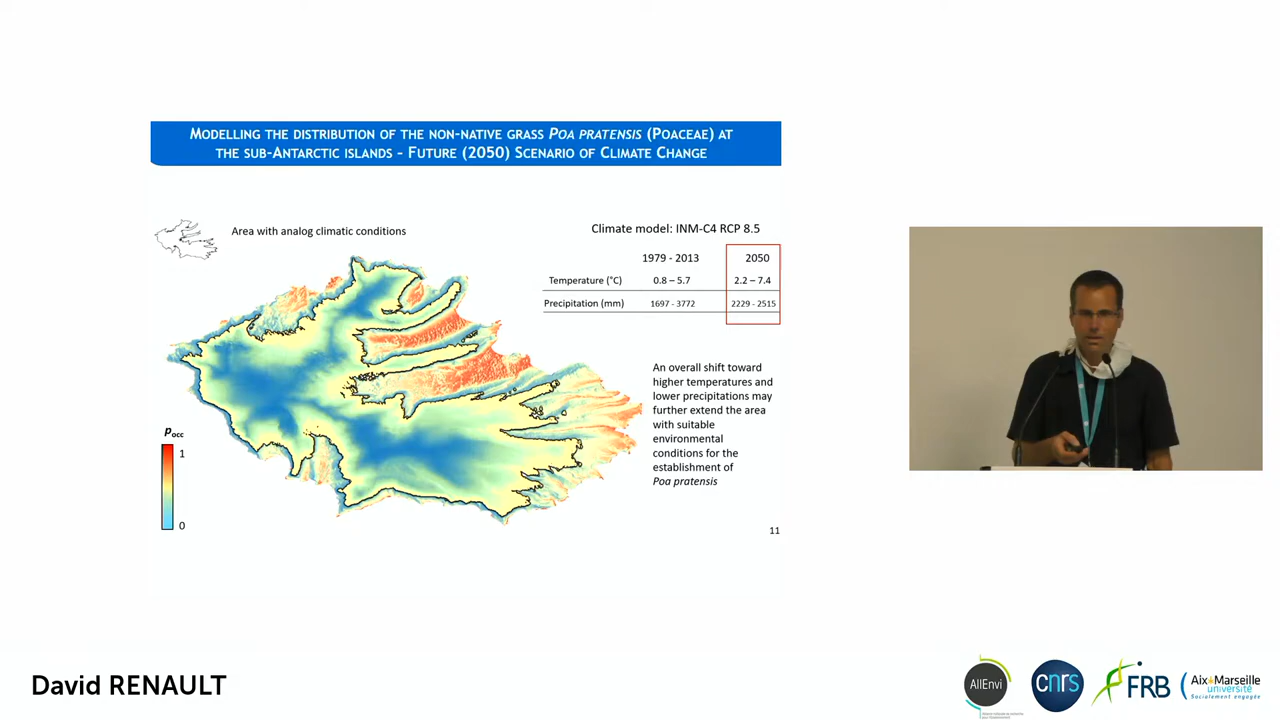 MODELLING THE DISTRIBUTION OF THE NON-NATIVE GRASS POA PRATENSIS (POACEAE) AT
THE SUB-ANTARCTIC ISLANDS – FUTURE (2050) SCENARIO OF CLIMATE CHANGE
Area with analog climatic conditions
Climate model: INM-C4 RCP 8.5
1979 - 2013 2050
Temperature (°C) 0.8 – 5.7 2.2 – 7.4
Precipitation (mm) 1697 - 3772 2229 - 2515
An overall shift toward
higher temperatures and
lower precipitations may
further extend the area
with suitable
environmental
conditions for the
establishment of
Poa pratensis
pocc
1
0
11
David RENAULT
AllEnvi
cnrs
FRB
Aix Marseille
université
Socialement engagée